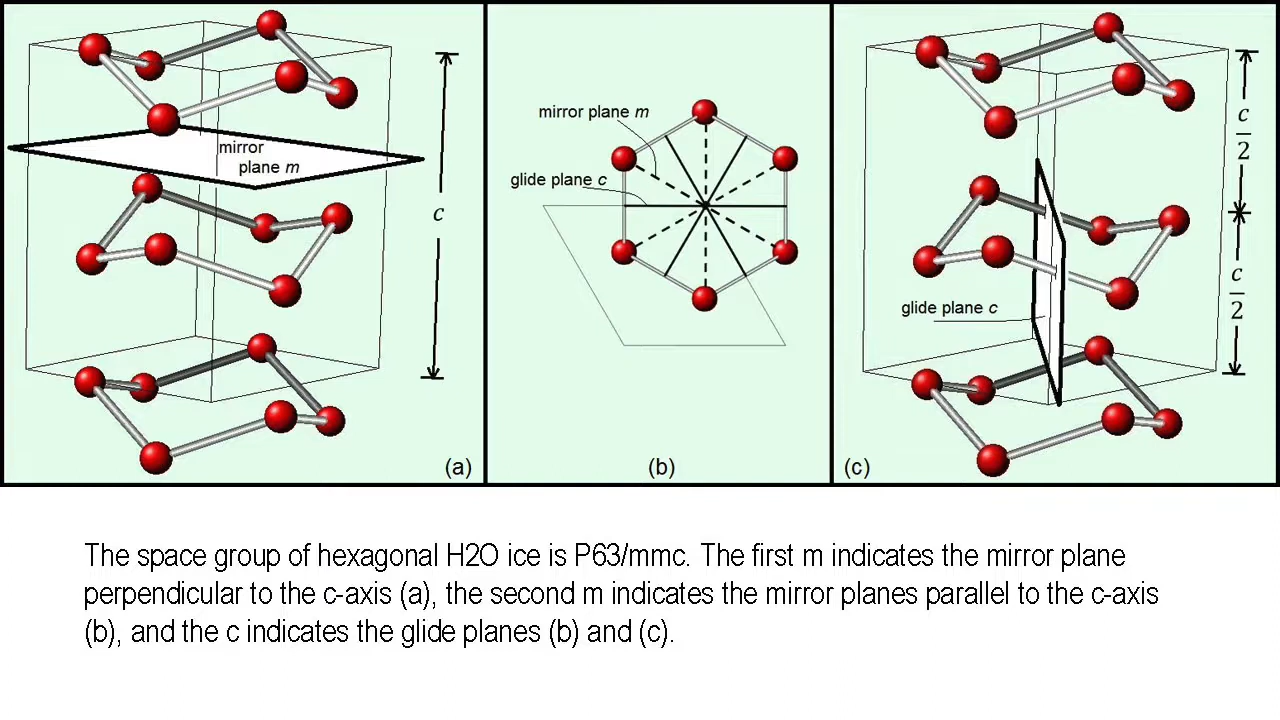 mirror
plane m
c
(a)
mirror plane m
glide plane c
(b)
c
2
c
2
glide plane c
(c)
The space group of hexagonal H2O ice is P63/mmc. The first m indicates the mirror plane
perpendicular to the c-axis (a), the second m indicates the mirror planes parallel to the c-axis
(b), and the c indicates the glide planes (b) and (c).